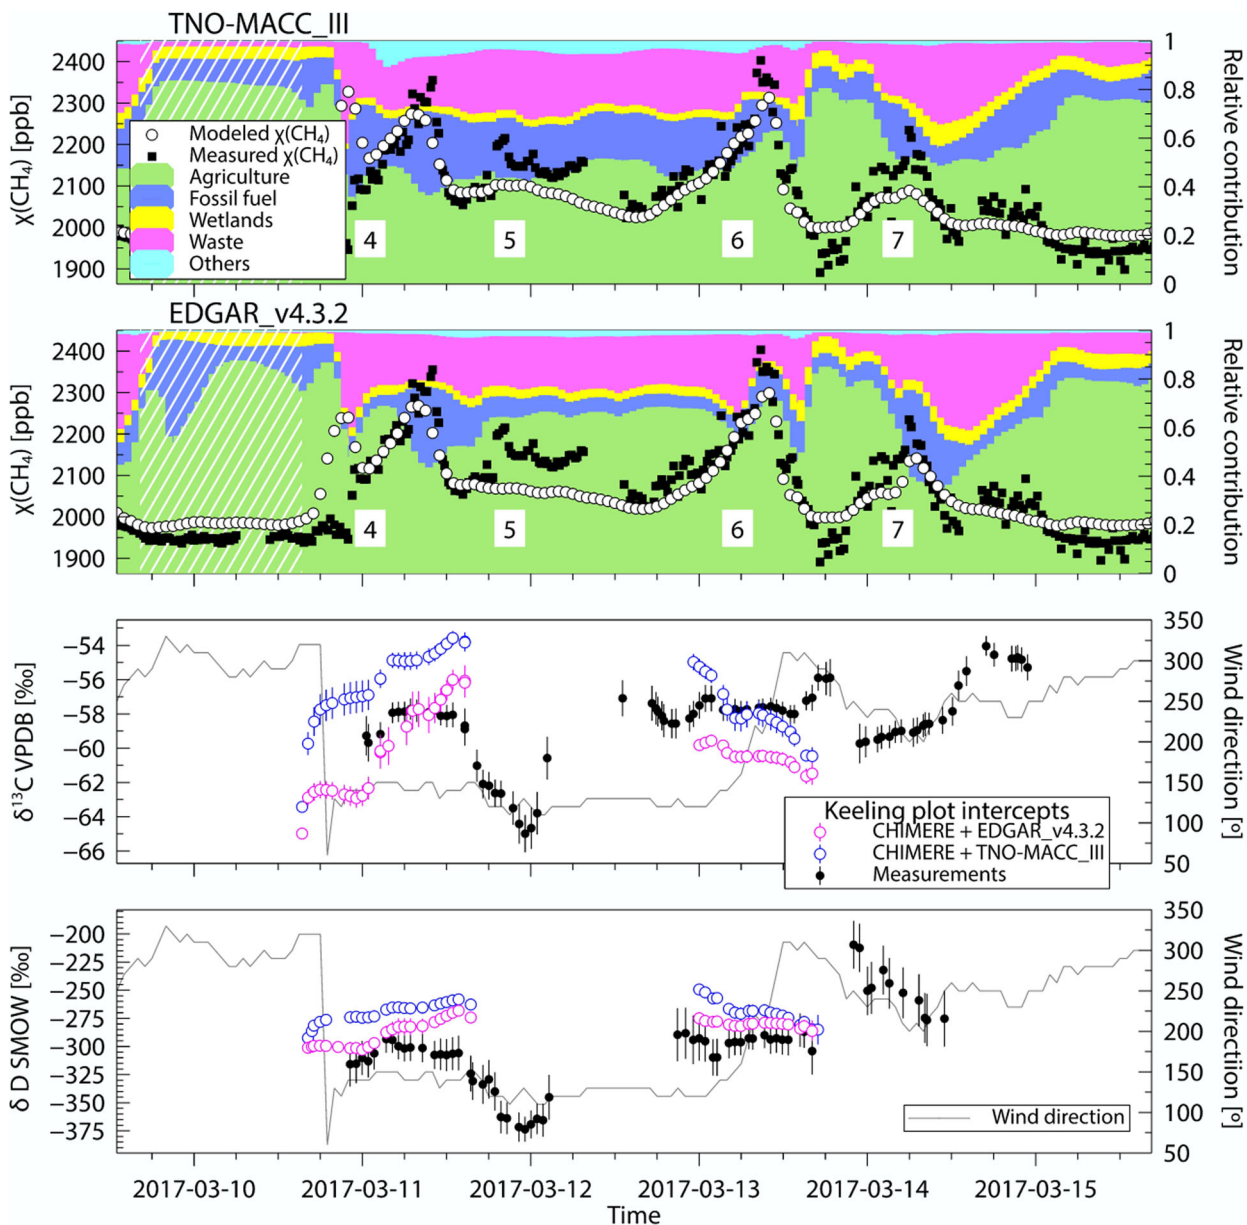 TNO-MACC_III
2400
2300
2200
2100
2000
1900
χ(CH₄) [ppb]
Modeled χ(CH₄)
Measured χ(CH₄)
Agriculture
Fossil fuel
Wetlands
Waste
Others
4
5
6
7
1
0.8
0.6
0.4
0.2
0
Relative contribution
EDGAR_v4.3.2
2400
2300
2200
2100
2000
1900
χ(CH₄) [ppb]
4
5
6
7
1
0.8
0.6
0.4
0.2
0
Relative contribution
−54
−56
−58
−60
−62
−64
−66
δ¹³C VPDB [‰]
350
300
250
200
150
100
50
Wind direction [º]
Keeling plot intercepts
CHIMERE + EDGAR_v4.3.2
CHIMERE + TNO-MACC_III
Measurements
−200
−225
−250
−275
−300
−325
−350
−375
δ D SMOW [‰]
350
300
250
200
150
100
50
Wind directiion [º]
Wind direction
2017-03-10
2017-03-11
2017-03-12
2017-03-13
2017-03-14
2017-03-15
Time